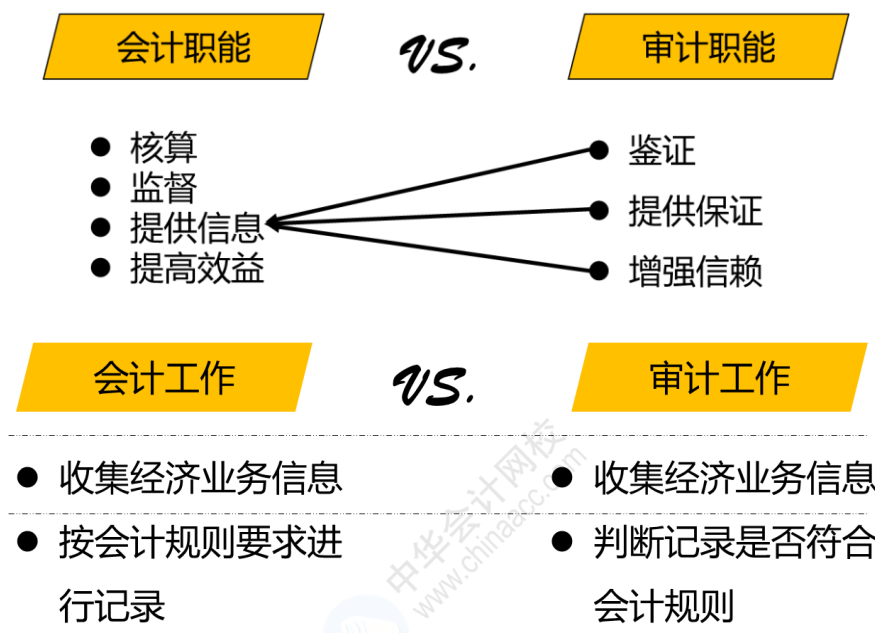 会计职能
VS.
审计职能
● 核算
● 监督
● 提供信息
● 提高效益
● 鉴证
● 提供保证
● 增强信赖
会计工作
VS.
审计工作
● 收集经济业务信息
● 收集经济业务信息
● 按会计规则要求进
行记录
● 判断记录是否符合
会计规则
中华会计网校
www.chinaacc.com